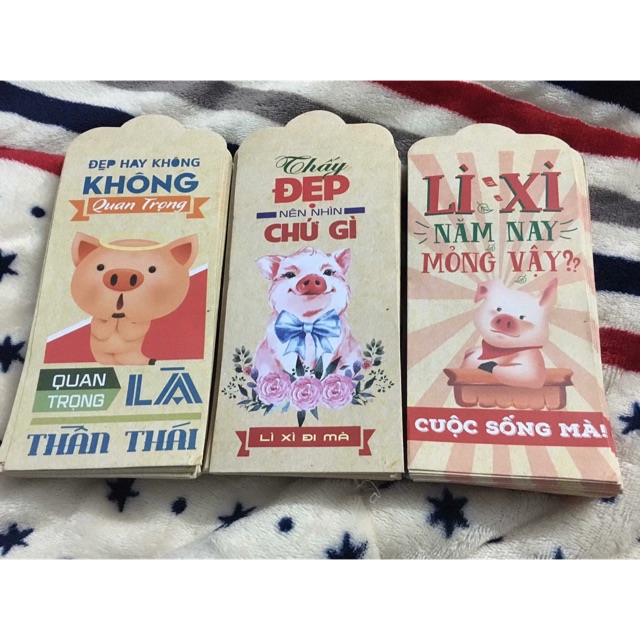 ĐẸP HAY KHÔNG
KHÔNG
Quan Trọng
QUAN
TRỌNG
LÀ
THẦN THÁI
Thấy
ĐẸP
NÊN NHÌN
CHỨ GÌ
LÌ XÌ ĐI MÀ
LÌ XÌ
NĂM NAY
MỎNG VẬY??
CUỘC SỐNG MÀ!